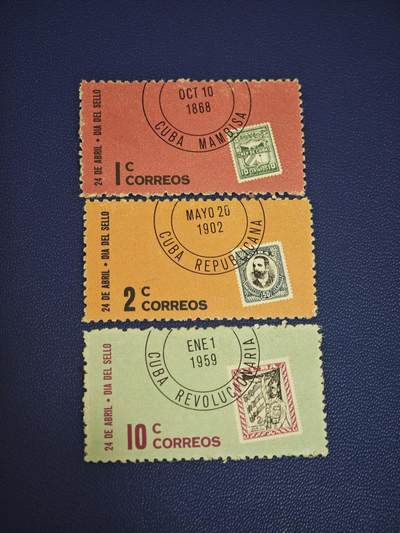 24 DE ABRIL • DIA DEL SELLO
OCT 10
1868
CUBA MAMBISA
1C
CORREOS
10
10
24 DE ABRIL • DIA DEL SELLO
MAYO 20
1902
CUBA REPUBLICANA
2C
CORREOS
24 DE ABRIL • DIA DEL SELLO
ENE 1
1959
CUBA REVOLUCIONARIA
10C
CORREOS